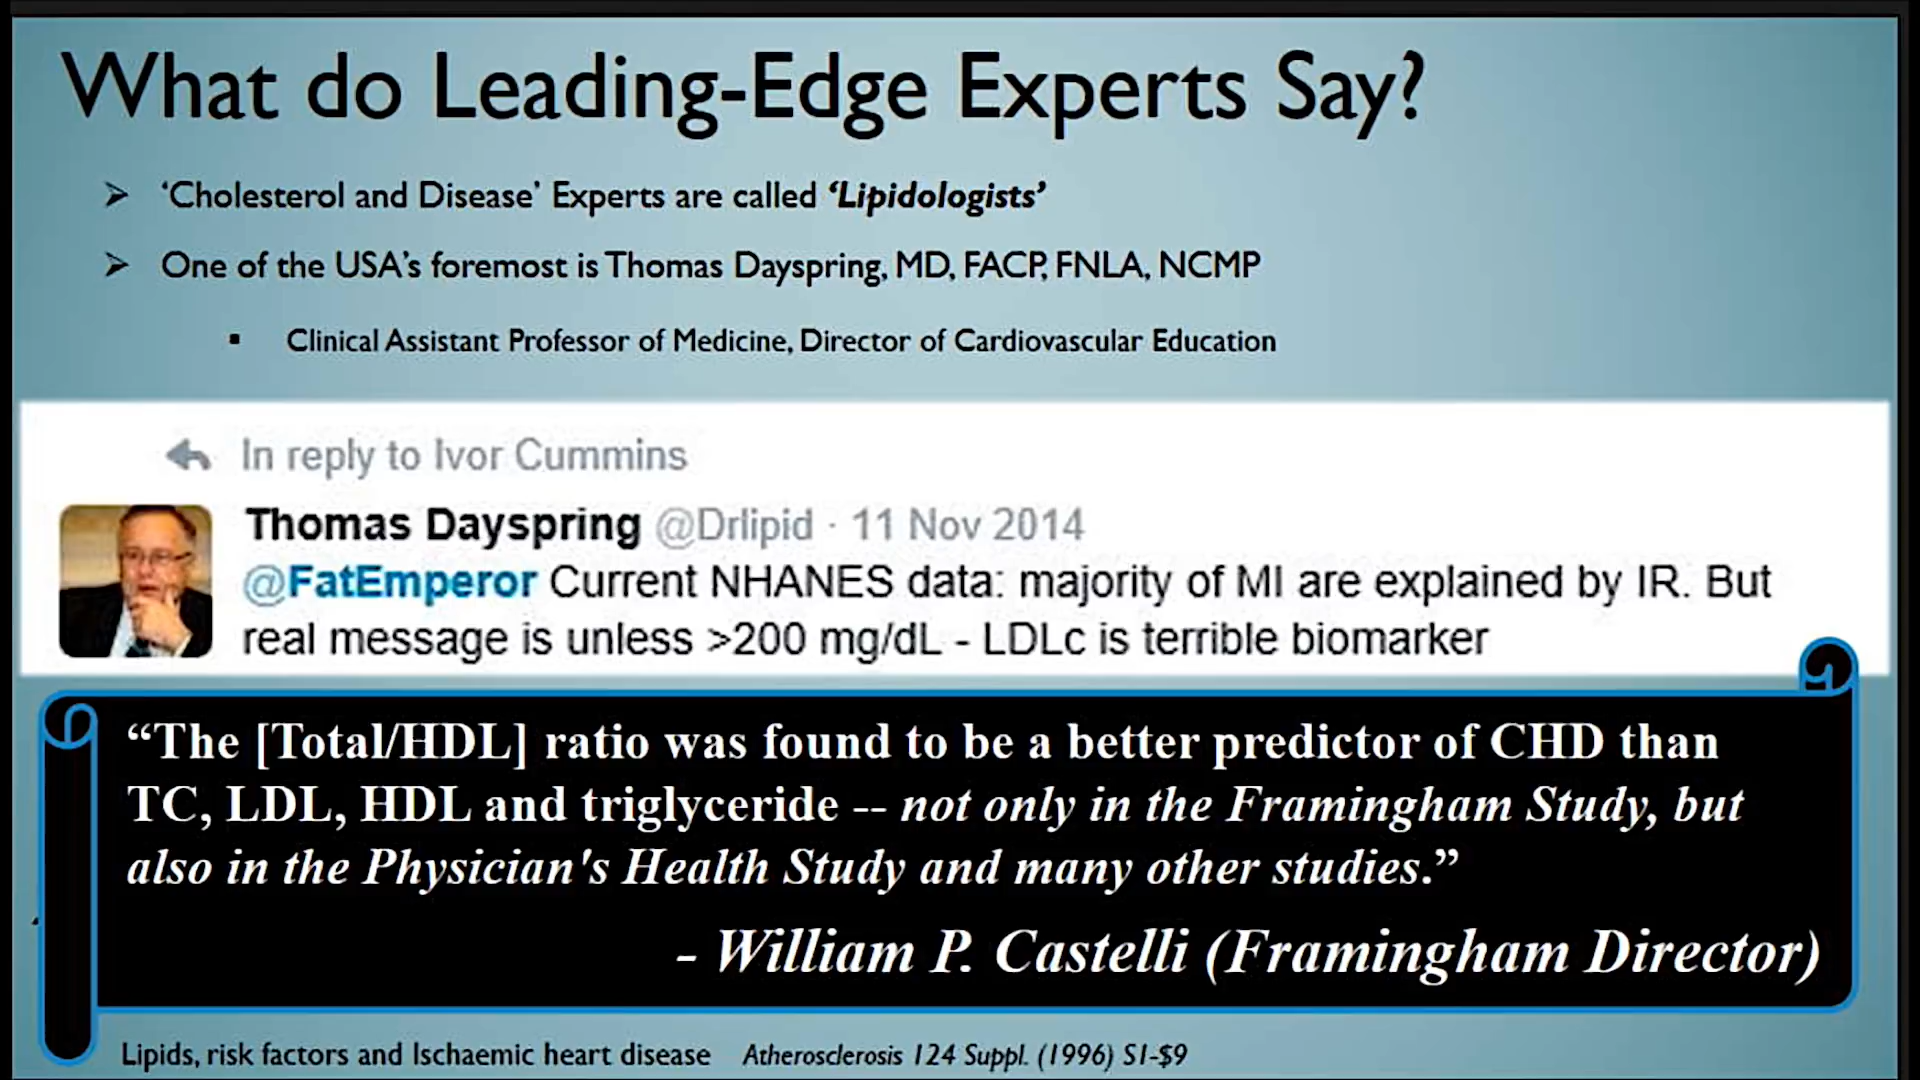 What do Leading-Edge Experts Say?
‘Cholesterol and Disease’ Experts are called ‘Lipidologists’
One of the USA’s foremost is Thomas Dayspring, MD, FACP, FNLA, NCMP
Clinical Assistant Professor of Medicine, Director of Cardiovascular Education
In reply to Ivor Cummins
Thomas Dayspring @Drlipid · 11 Nov 2014
@FatEmperor Current NHANES data: majority of MI are explained by IR. But
real message is unless >200 mg/dL - LDLc is terrible biomarker
“The [Total/HDL] ratio was found to be a better predictor of CHD than
TC, LDL, HDL and triglyceride -- not only in the Framingham Study, but
also in the Physician's Health Study and many other studies.”
- William P. Castelli (Framingham Director)
Lipids, risk factors and Ischaemic heart disease Atherosclerosis 124 Suppl. (1996) S1-$9